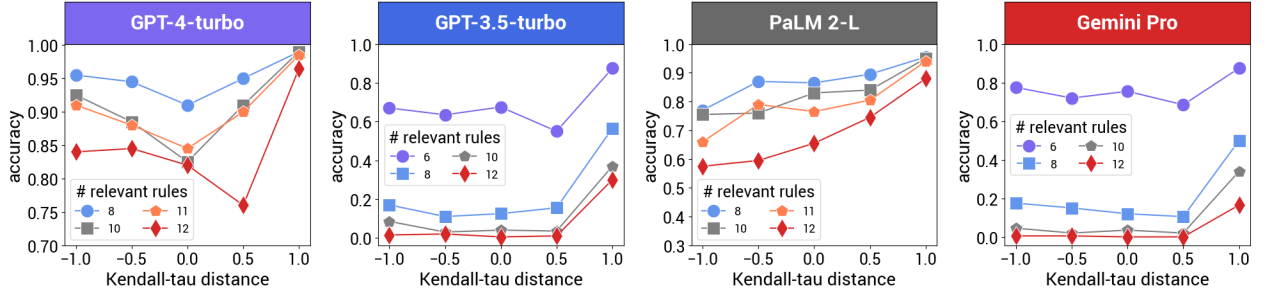 GPT-4-turbo
1.00
0.95
0.90
0.85
0.80
0.75
0.70
accuracy
# relevant rules
8
10
11
12
−1.0 −0.5 0.0 0.5 1.0
Kendall-tau distance
GPT-3.5-turbo
1.0
0.8
0.6
0.4
0.2
0.0
accuracy
# relevant rules
6
8
10
12
−1.0 −0.5 0.0 0.5 1.0
Kendall-tau distance
PaLM 2-L
1.0
0.9
0.8
0.7
0.6
0.5
0.4
0.3
accuracy
# relevant rules
8
10
11
12
−1.0 −0.5 0.0 0.5 1.0
Kendall-tau distance
Gemini Pro
1.0
0.8
0.6
0.4
0.2
0.0
accuracy
# relevant rules
6
8
10
12
−1.0 −0.5 0.0 0.5 1.0
Kendall-tau distance